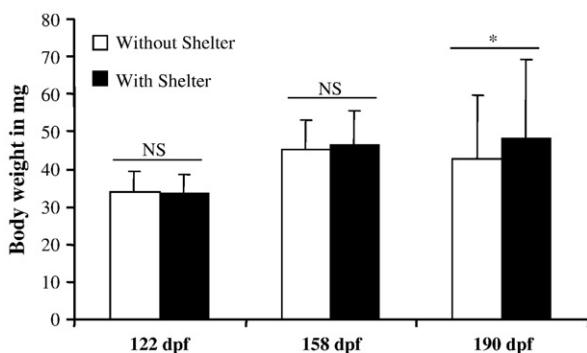 80
70
60
50
40
30
20
10
0
Body weight in mg
Without Shelter
With Shelter
NS
NS
*
122 dpf
158 dpf
190 dpf